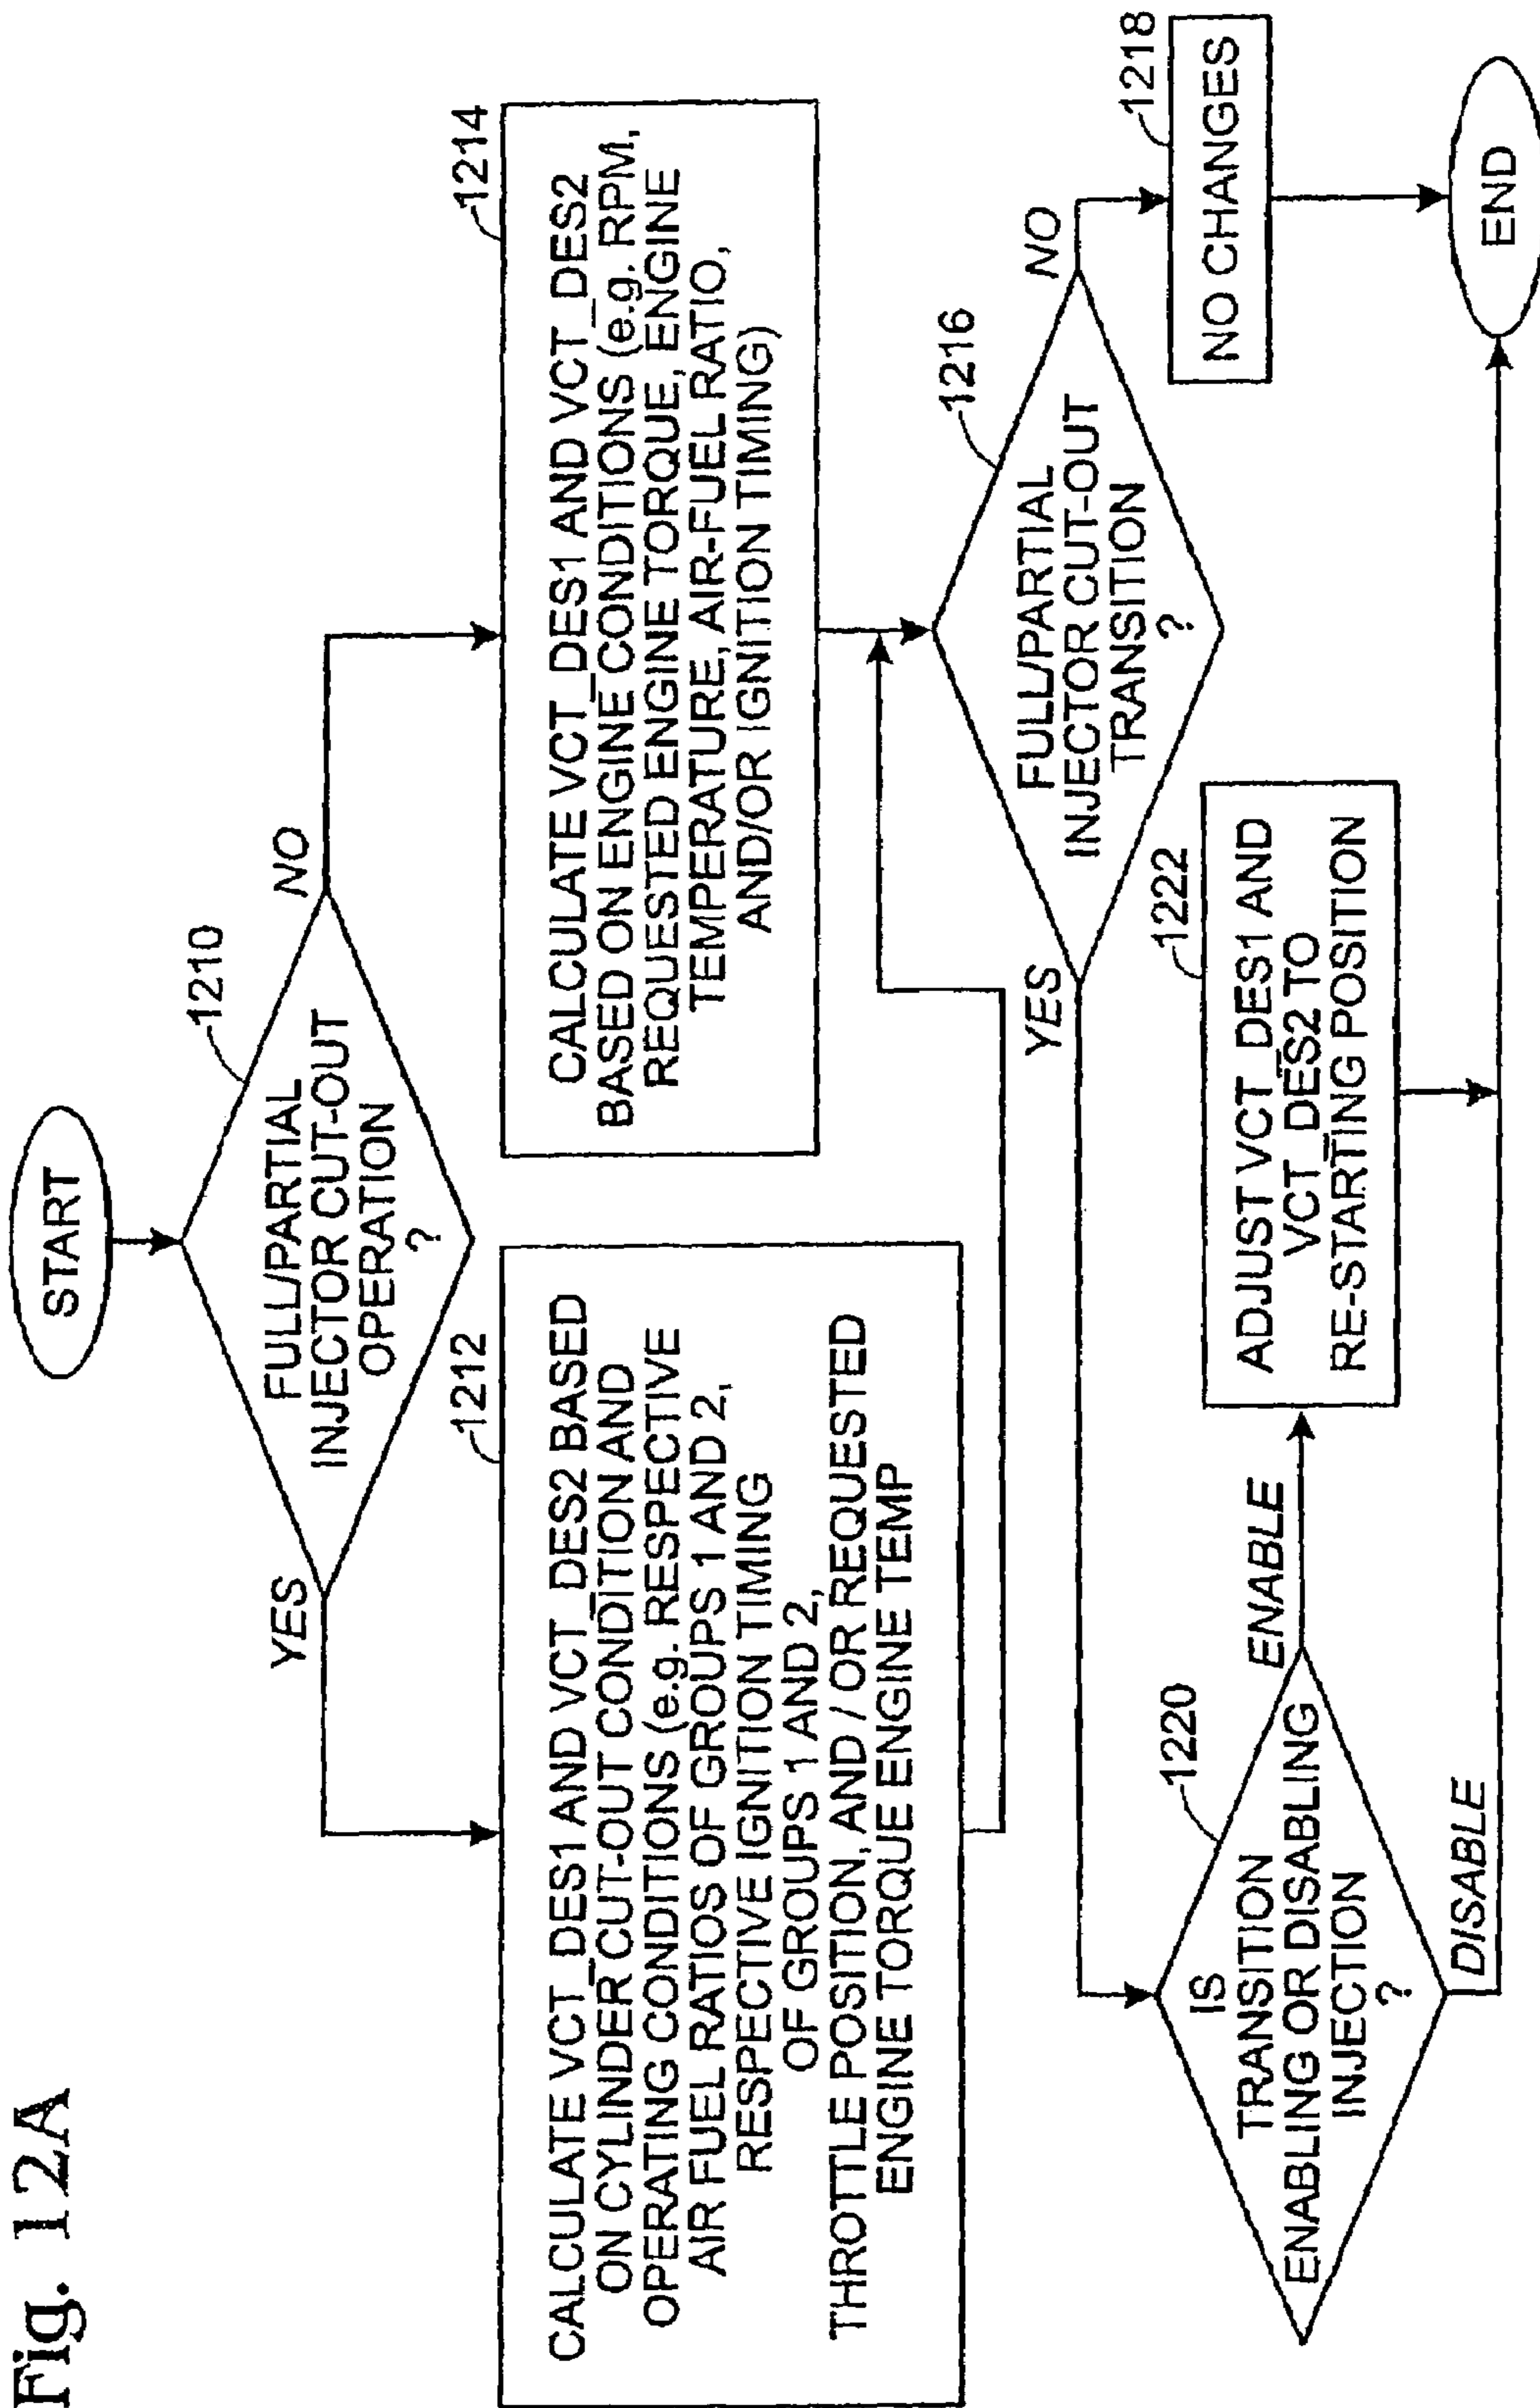 Fig. 12A
START
1210
FULL/PARTIAL
INJECTOR CUT-OUT
OPERATION
?
YES
NO
1212
CALCULATE VCT_DES1 AND VCT_DES2 BASED
ON CYLINDER CUT-OUT CONDITION AND
OPERATING CONDITIONS (e.g. RESPECTIVE
AIR FUEL RATIOS OF GROUPS 1 AND 2,
RESPECTIVE IGNITION TIMING
OF GROUPS 1 AND 2,
THROTTLE POSITION, AND / OR REQUESTED
ENGINE TORQUE ENGINE TEMP
1214
CALCULATE VCT_DES1 AND VCT_DES2
BASED ON ENGINE CONDITIONS (e.g. RPM,
REQUESTED ENGINE TORQUE, ENGINE
TEMPERATURE, AIR-FUEL RATIO,
AND/OR IGNITION TIMING)
1216
FULL/PARTIAL
INJECTOR CUT-OUT
TRANSITION
?
YES
NO
1218
NO CHANGES
1220
IS
TRANSITION
ENABLING OR DISABLING
INJECTION
?
ENABLE
DISABLE
1222
ADJUST VCT_DES1 AND
VCT_DES2 TO
RE-STARTING POSITION
END